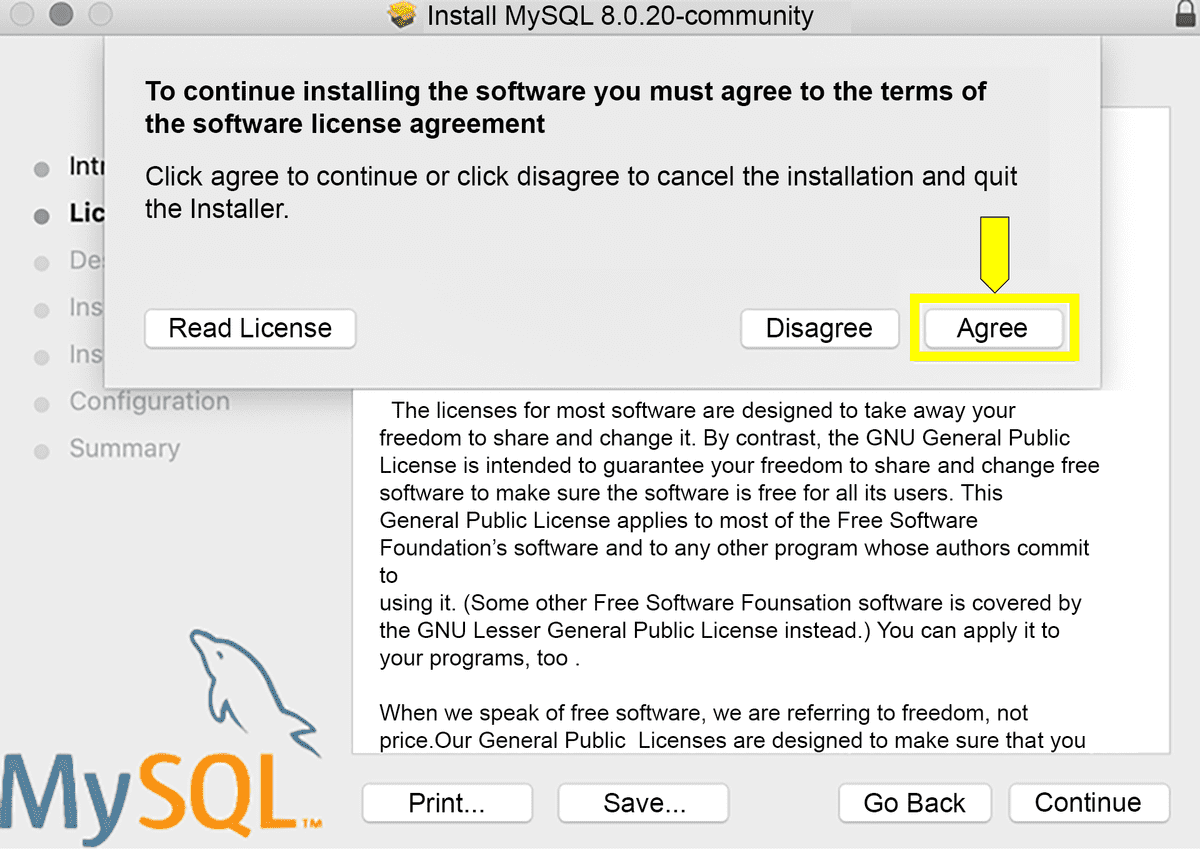 Install MySQL 8.0.20-community
To continue installing the software you must agree to the terms of
the software license agreement
Click agree to continue or click disagree to cancel the installation and quit
the Installer.
Read License
Disagree
Agree
Intr
Lic
De
Ins
Ins
Configuration
Summary
The licenses for most software are designed to take away your
freedom to share and change it. By contrast, the GNU General Public
License is intended to guarantee your freedom to share and change free
software to make sure the software is free for all its users. This
General Public License applies to most of the Free Software
Foundation’s software and to any other program whose authors commit
to
using it. (Some other Free Software Founsation software is covered by
the GNU Lesser General Public License instead.) You can apply it to
your programs, too .
When we speak of free software, we are referring to freedom, not
price.Our General Public  Licenses are designed to make sure that you
MySQL™
Print...
Save...
Go Back
Continue